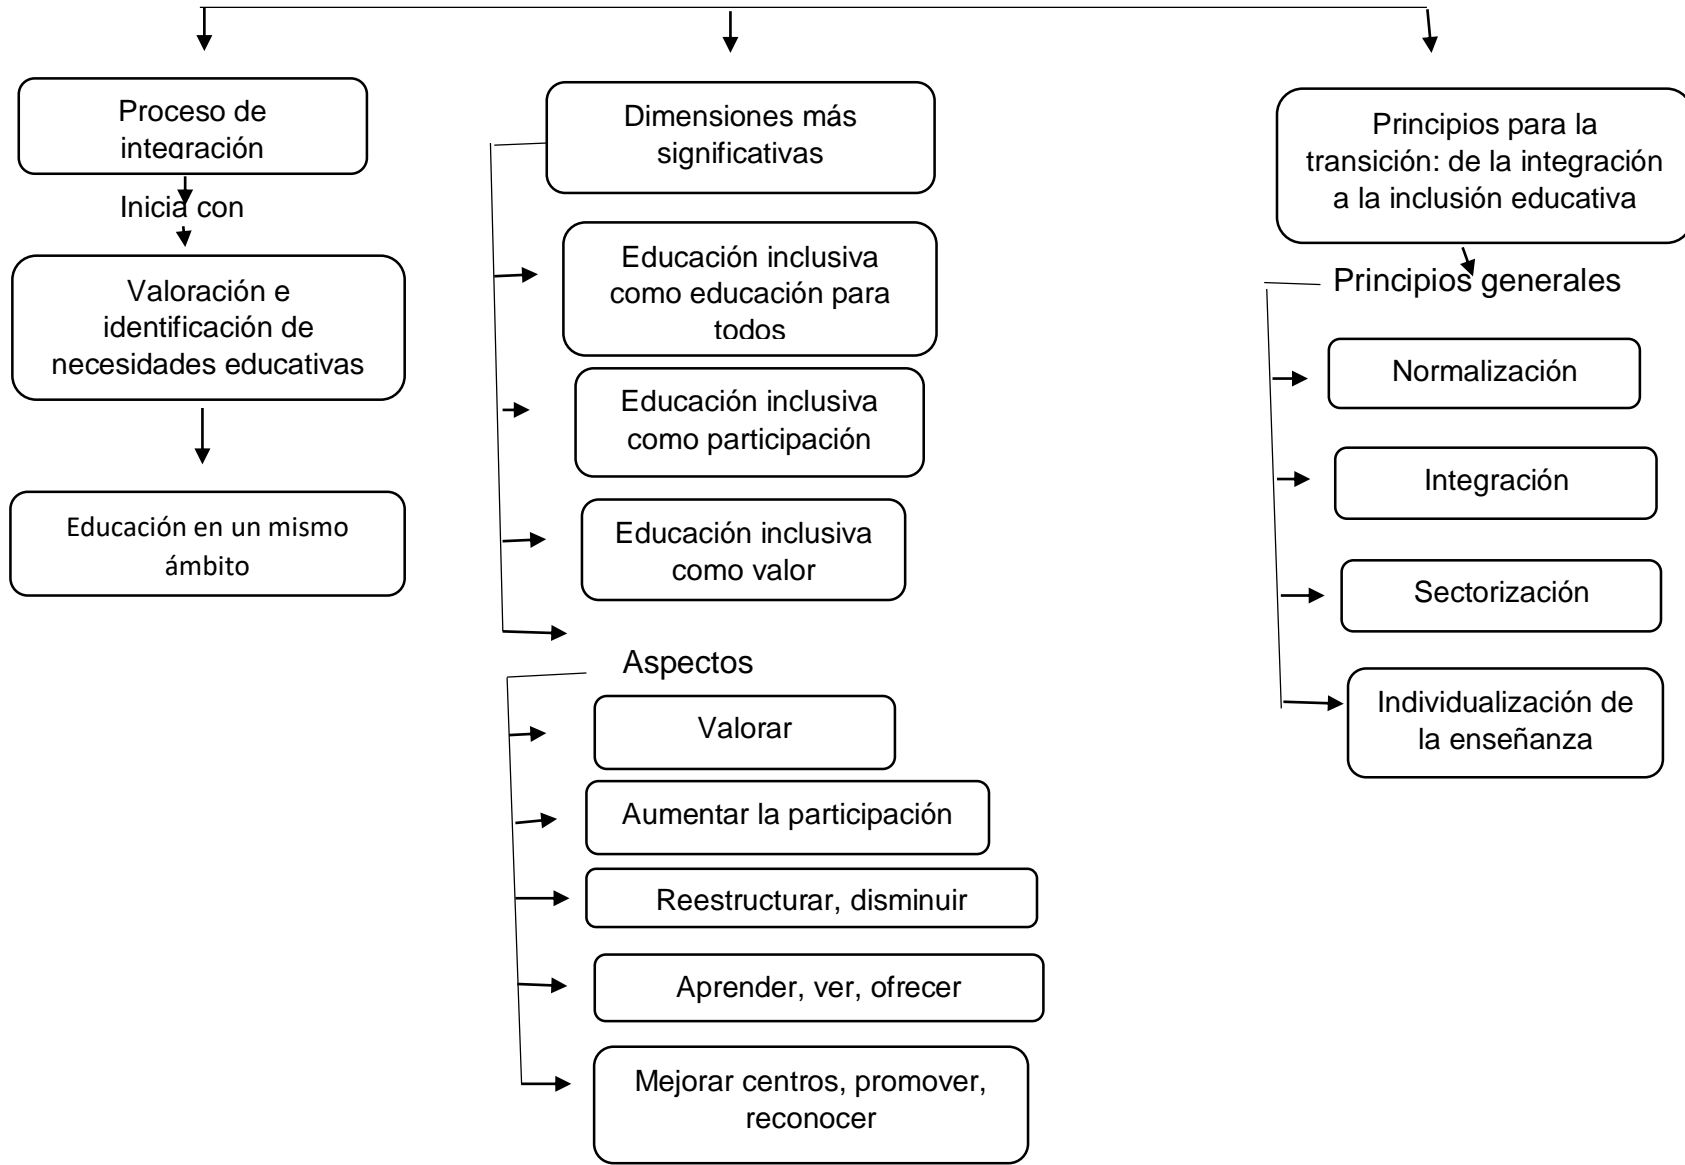 Proceso de
integración
Inicia con
Valoración e
identificación de
necesidades educativas
Educación en un mismo
ámbito
Dimensiones más
significativas
Educación inclusiva
como educación para
todos
Educación inclusiva
como participación
Educación inclusiva
como valor
Aspectos
Valorar
Aumentar la participación
Reestructurar, disminuir
Aprender, ver, ofrecer
Mejorar centros, promover,
reconocer
Principios para la
transición: de la integración
a la inclusión educativa
Principios generales
Normalización
Integración
Sectorización
Individualización de
la enseñanza